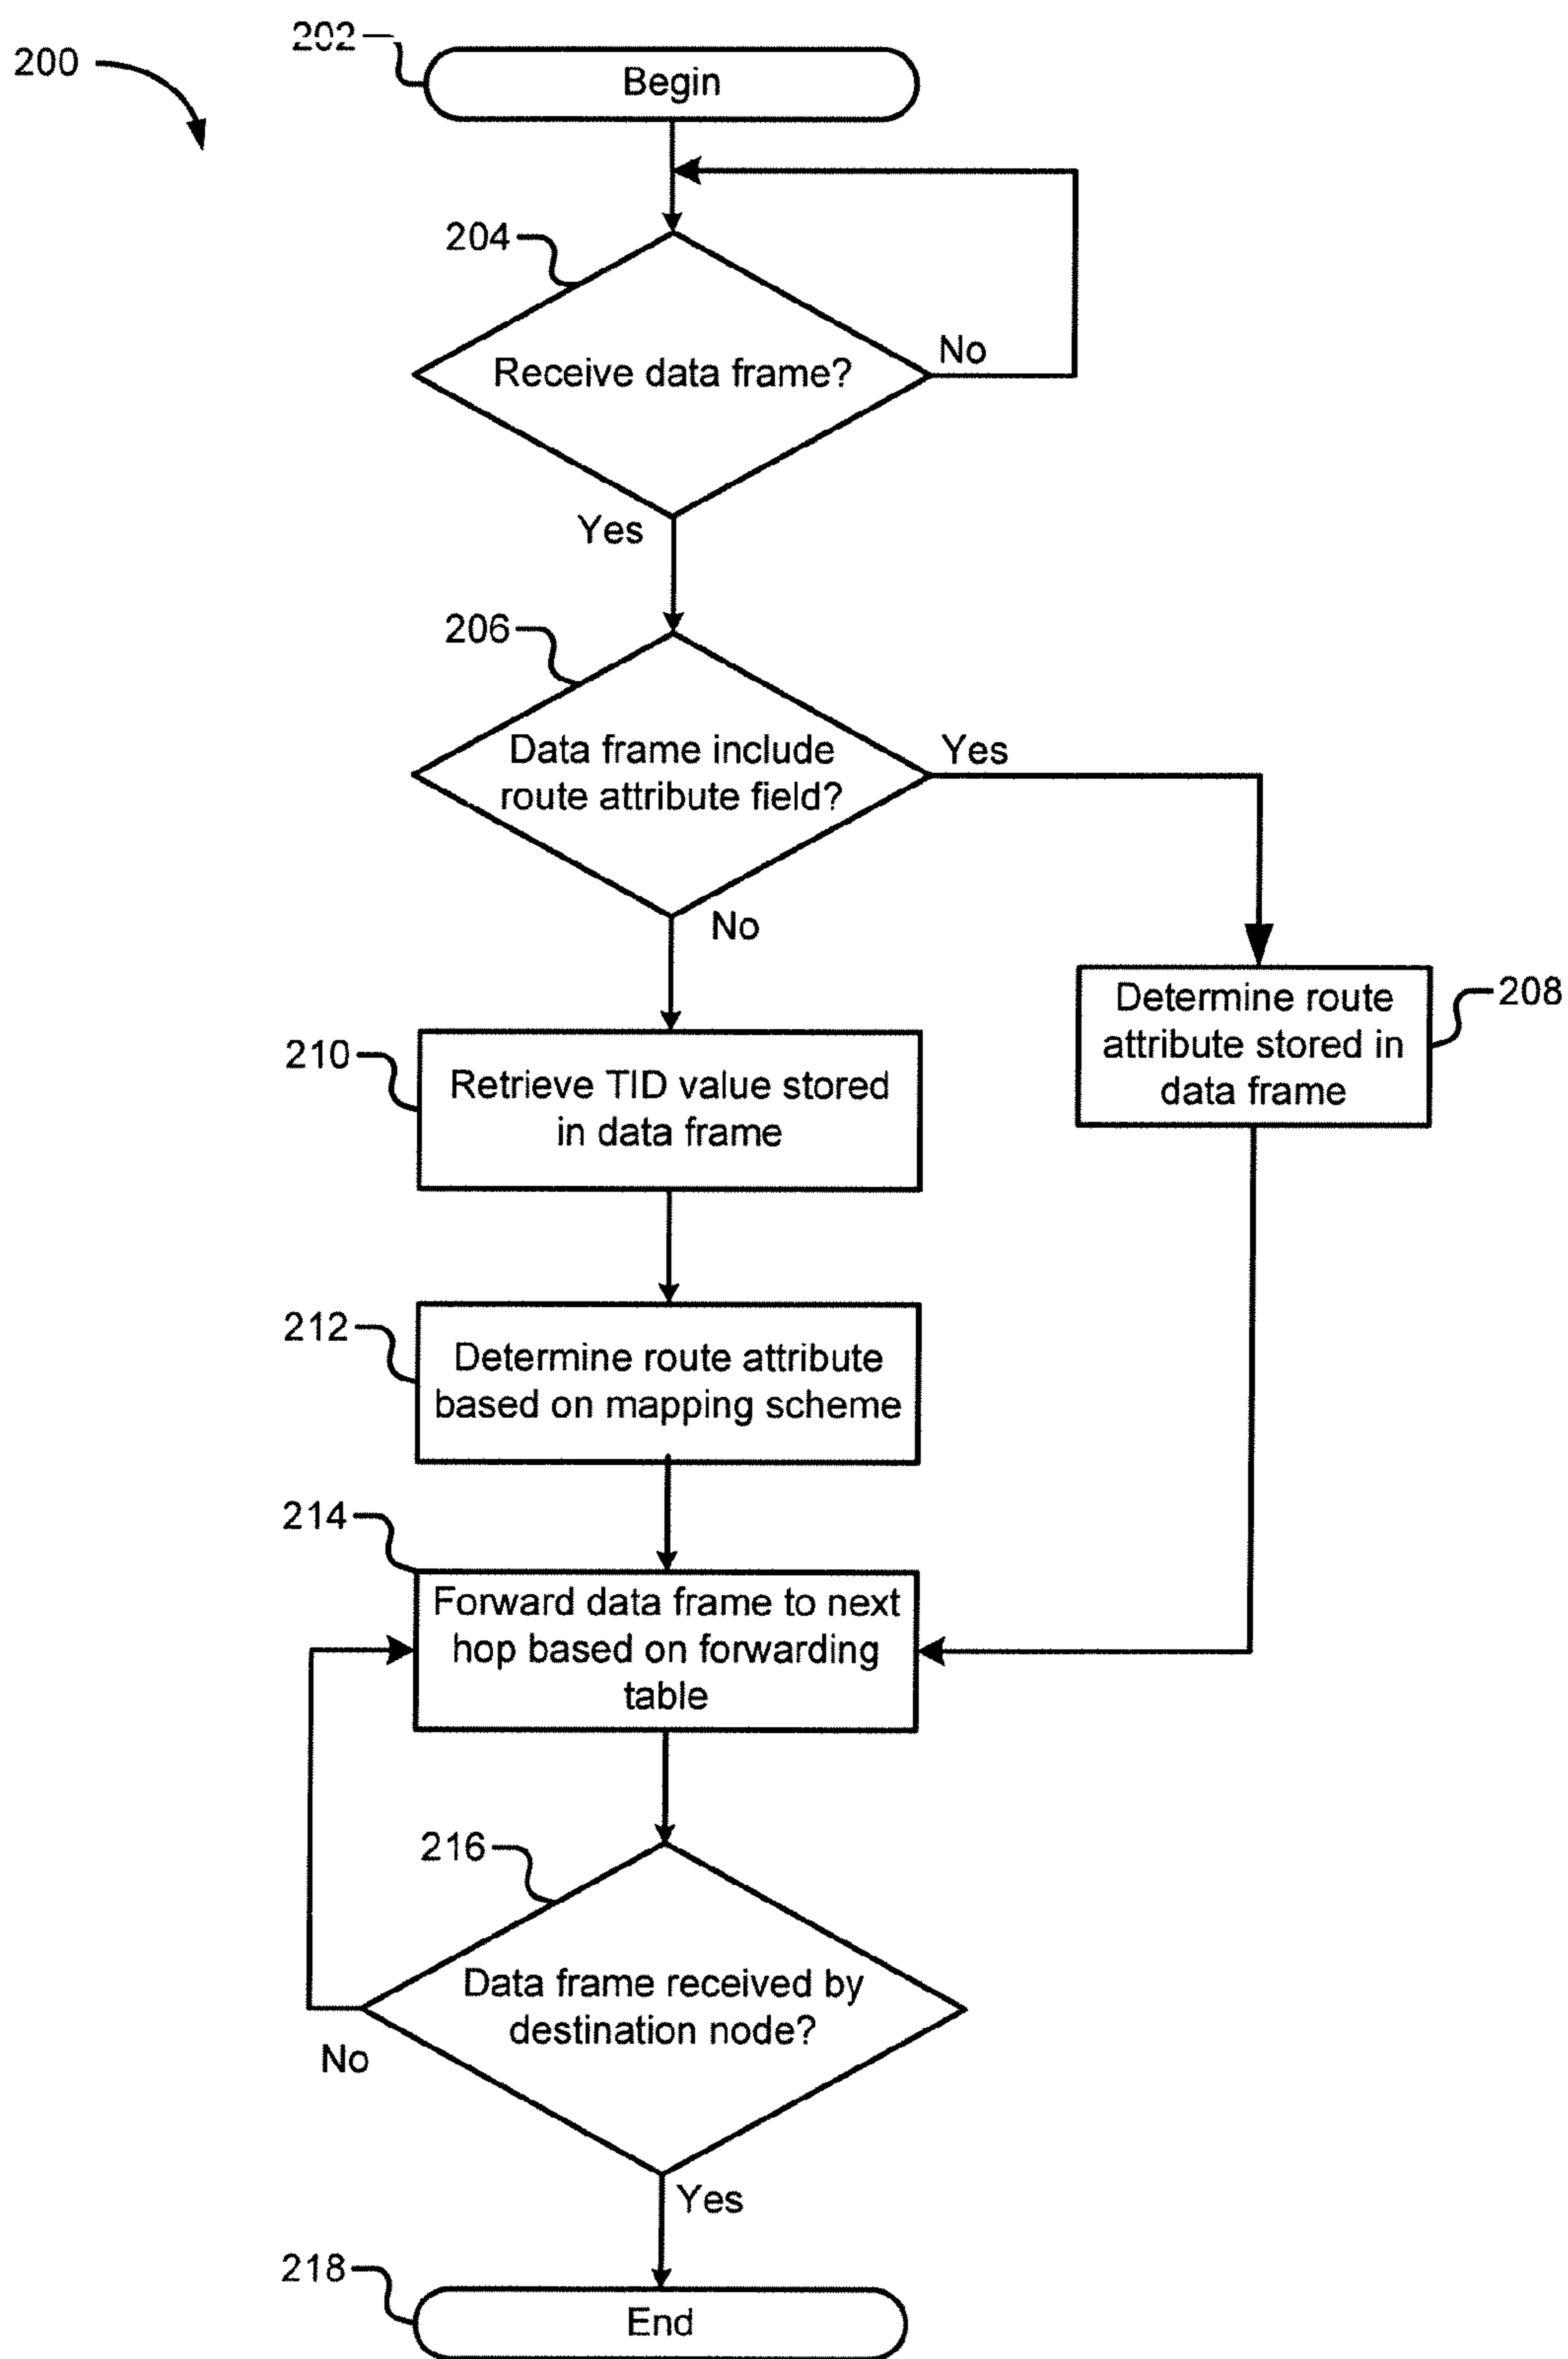 200
202
Begin
204
Receive data frame?
No
Yes
206
Data frame include
route attribute field?
Yes
No
208
Determine route
attribute stored in
data frame
210
Retrieve TID value stored
in data frame
212
Determine route attribute
based on mapping scheme
214
Forward data frame to next
hop based on forwarding
table
216
Data frame received by
destination node?
No
Yes
218
End